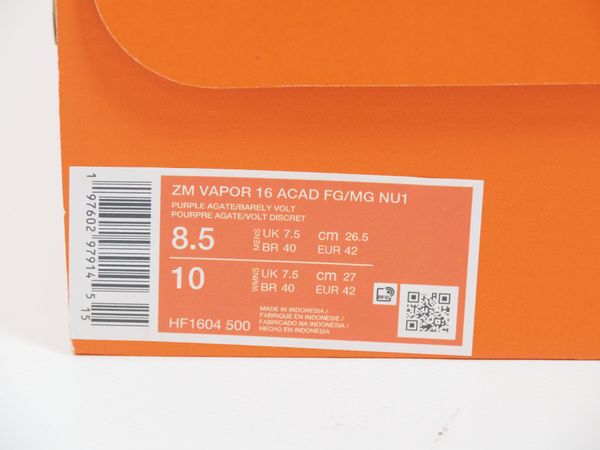 ZM VAPOR 16 ACAD FG/MG NU1
PURPLE AGATE/BARELY VOLT
POURPRE AGATE/VOLT DISCRET
8.5 MENS UK 7.5 cm 26.5
BR 40 EUR 42
10 WMNS UK 7.5 cm 27
BR 40 EUR 42
RFID
MADE IN INDONESIA /
FABRIQUE EN INDONESIE /
FABRICADO NA INDONÉSIA /
HECHO EN INDONESIA
HF1604 500
1 97602 97914 5 15